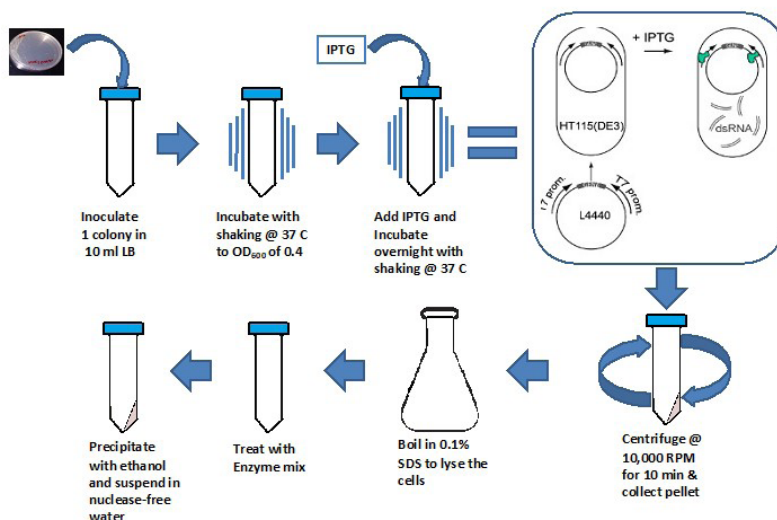 IPTG
+ IPTG
HT115(DE3)
dsRNA
T7 prom.
L4440
Inoculate
1 colony in
10 ml LB
Incubate with
shaking @ 37 C
to OD600 of 0.4
Add IPTG and
Incubate
overnight with
shaking @ 37 C
Centrifuge @
10,000 RPM
for 10 min &
collect pellet
Boil in 0.1%
SDS to lyse the
cells
Treat with
Enzyme mix
Precipitate
with ethanol
and suspend in
nuclease-free
water